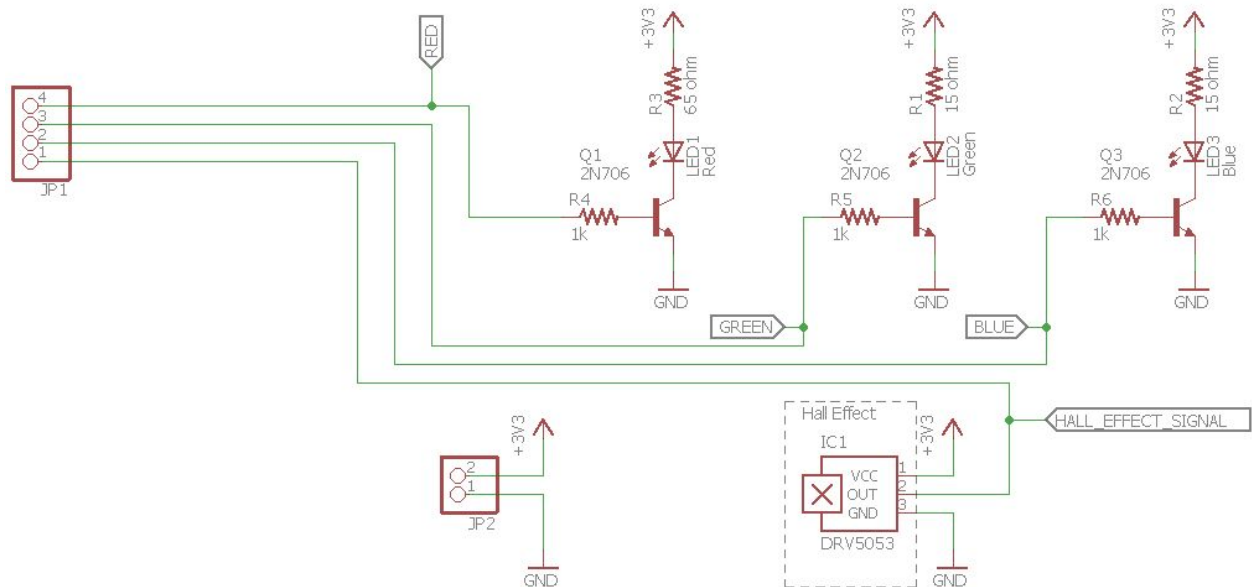 RED
+3V3
R3
65 ohm
LED1
Red
Q1
2N706
R4
1k
GND
+3V3
R1
15 ohm
LED2
Green
Q2
2N706
R5
1k
GND
+3V3
R2
15 ohm
LED3
Blue
Q3
2N706
R6
1k
GND
4
3
2
1
JP1
GREEN
BLUE
HALL_EFFECT_SIGNAL
+3V3
2
1
JP2
GND
Hall Effect
IC1
+3V3
VCC 1
OUT 2
GND 3
DRV5053
GND